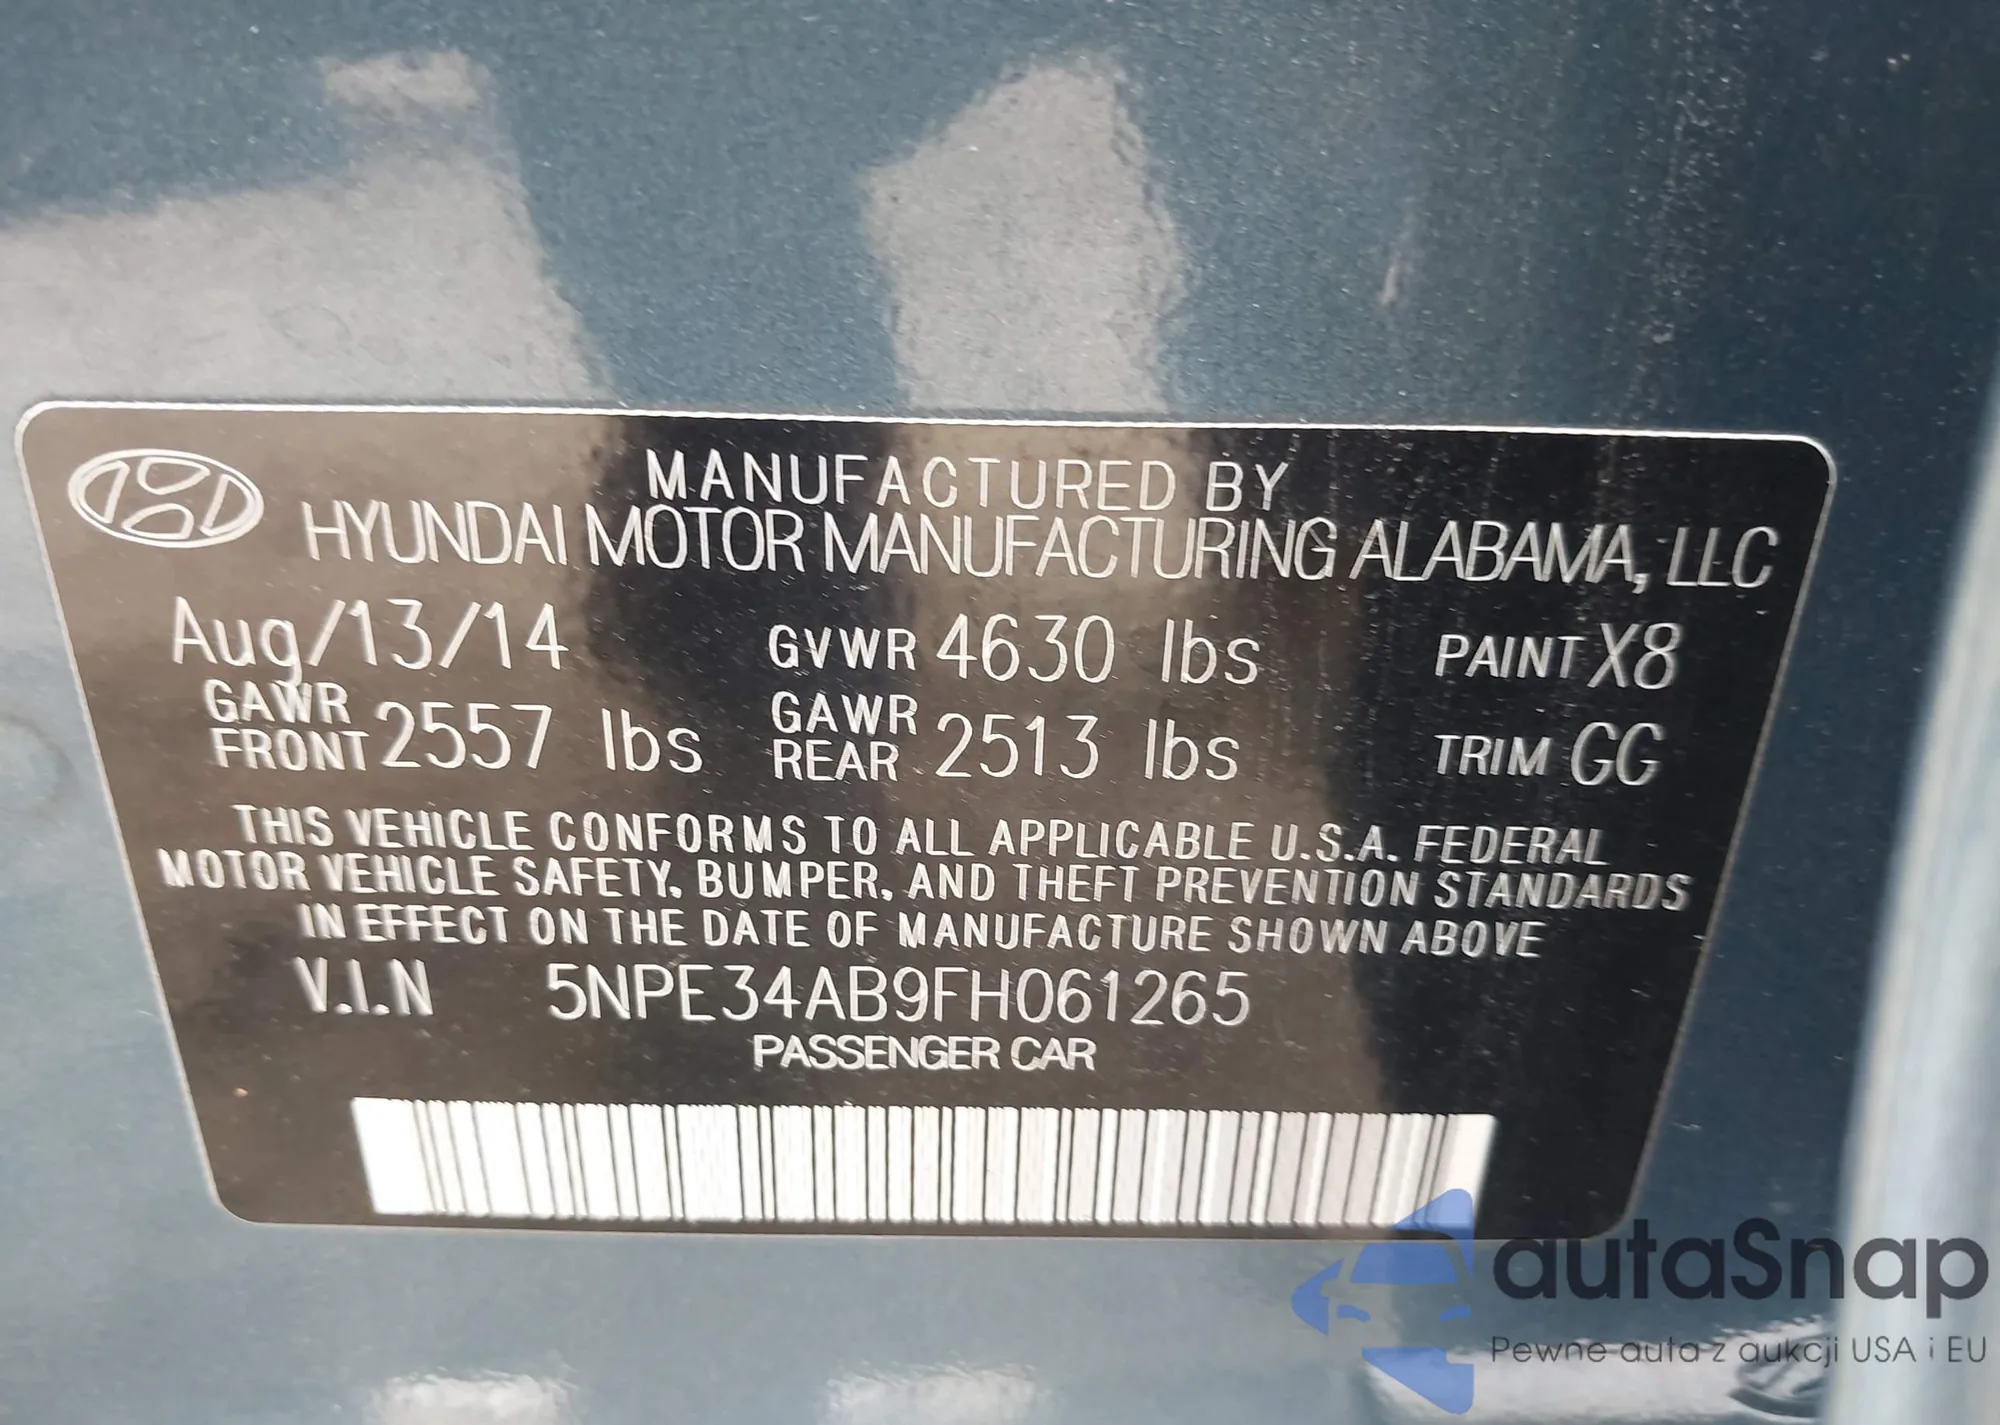 MANUFACTURED BY
HYUNDAI MOTOR MANUFACTURING ALABAMA, LLC
Aug/13/14 GVWR 4630 lbs PAINT X8
GAWR FRONT 2557 lbs GAWR REAR 2513 lbs TRIM GG
THIS VEHICLE CONFORMS TO ALL APPLICABLE U.S.A. FEDERAL
MOTOR VEHICLE SAFETY, BUMPER, AND THEFT PREVENTION STANDARDS
IN EFFECT ON THE DATE OF MANUFACTURE SHOWN ABOVE
V.I.N 5NPE34AB9FH061265
PASSENGER CAR
autaSnap
Pewne auta z aukcji USA i EU